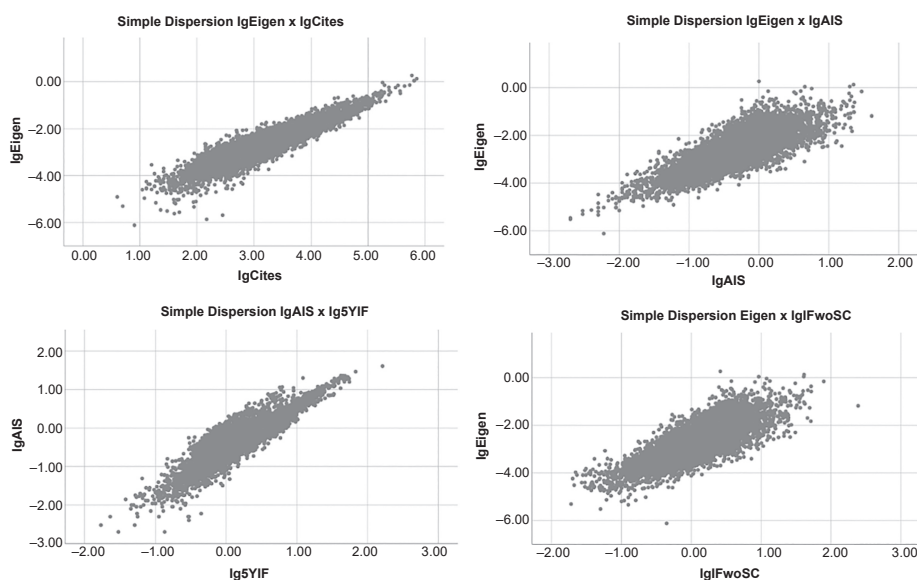 Simple Dispersion lgEigen x lgCites
0.00
–2.00
–4.00
–6.00
lgEigen
0.00 1.00 2.00 3.00 4.00 5.00 6.00
lgCites
Simple Dispersion lgEigen x lgAIS
0.00
–2.00
–4.00
–6.00
lgEigen
–3.00 –2.00 –1.00 0.00 1.00 2.00
lgAIS
Simple Dispersion lgAIS x lg5YIF
2.00
1.00
0.00
–1.00
–2.00
–3.00
lgAIS
–2.00 –1.00 0.00 1.00 2.00 3.00
lg5YIF
Simple Dispersion Eigen x lgIFwoSC
0.00
–2.00
–4.00
–6.00
lgEigen
–2.00 –1.00 0.00 1.00 2.00 3.00
lgIFwoSC